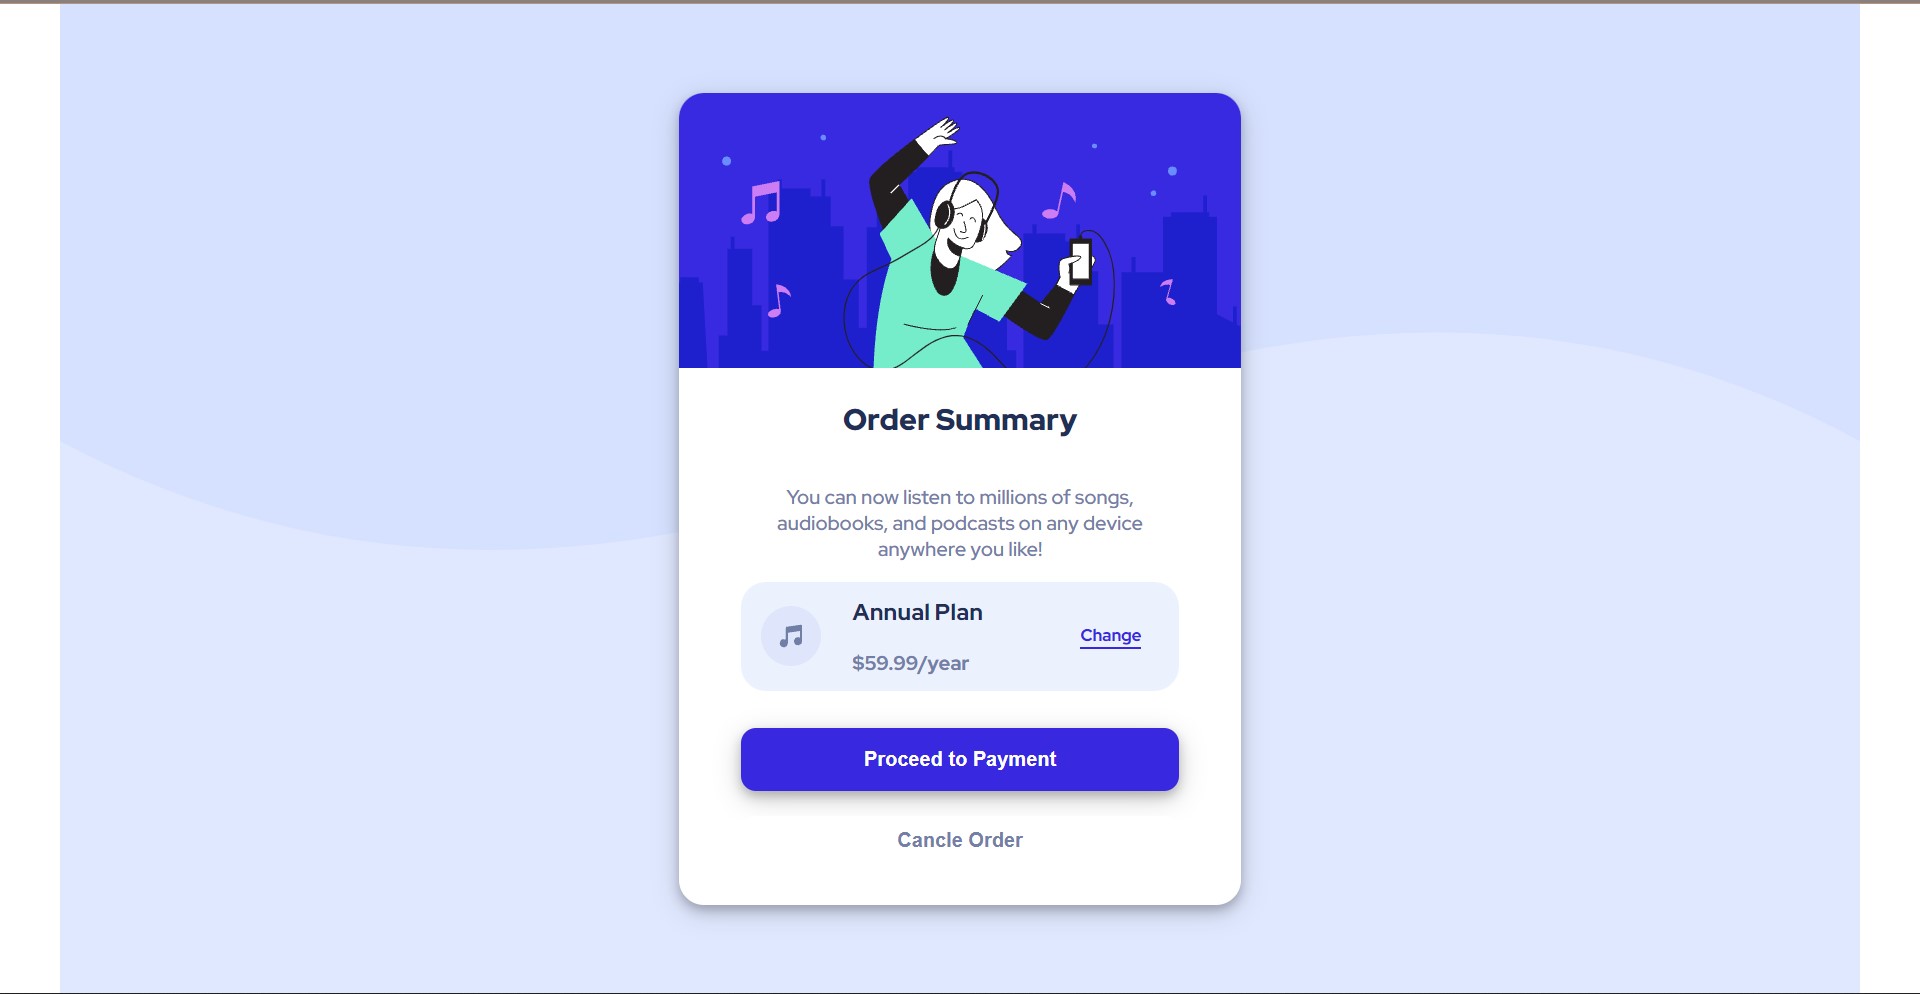 Order Summary
You can now listen to millions of songs,
audiobooks, and podcasts on any device
anywhere you like!
Annual Plan
Change
$59.99/year
Proceed to Payment
Cancle Order